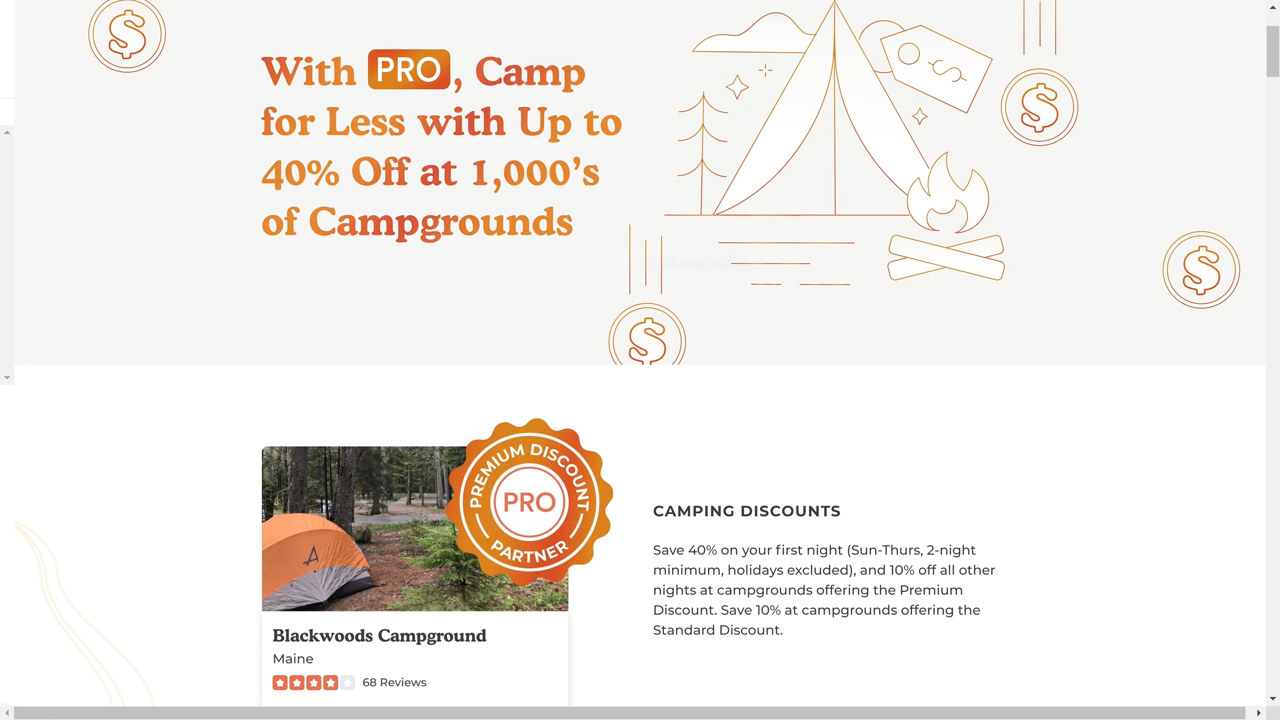 With PRO, Camp
for Less with Up to
40% Off at 1,000's
of Campgrounds
PREMIUM DISCOUNT
PRO
PARTNER
Blackwoods Campground
Maine
68 Reviews
CAMPING DISCOUNTS
Save 40% on your first night (Sun-Thurs, 2-night
minimum, holidays excluded), and 10% off all other
nights at campgrounds offering the Premium
Discount. Save 10% at campgrounds offering the
Standard Discount.